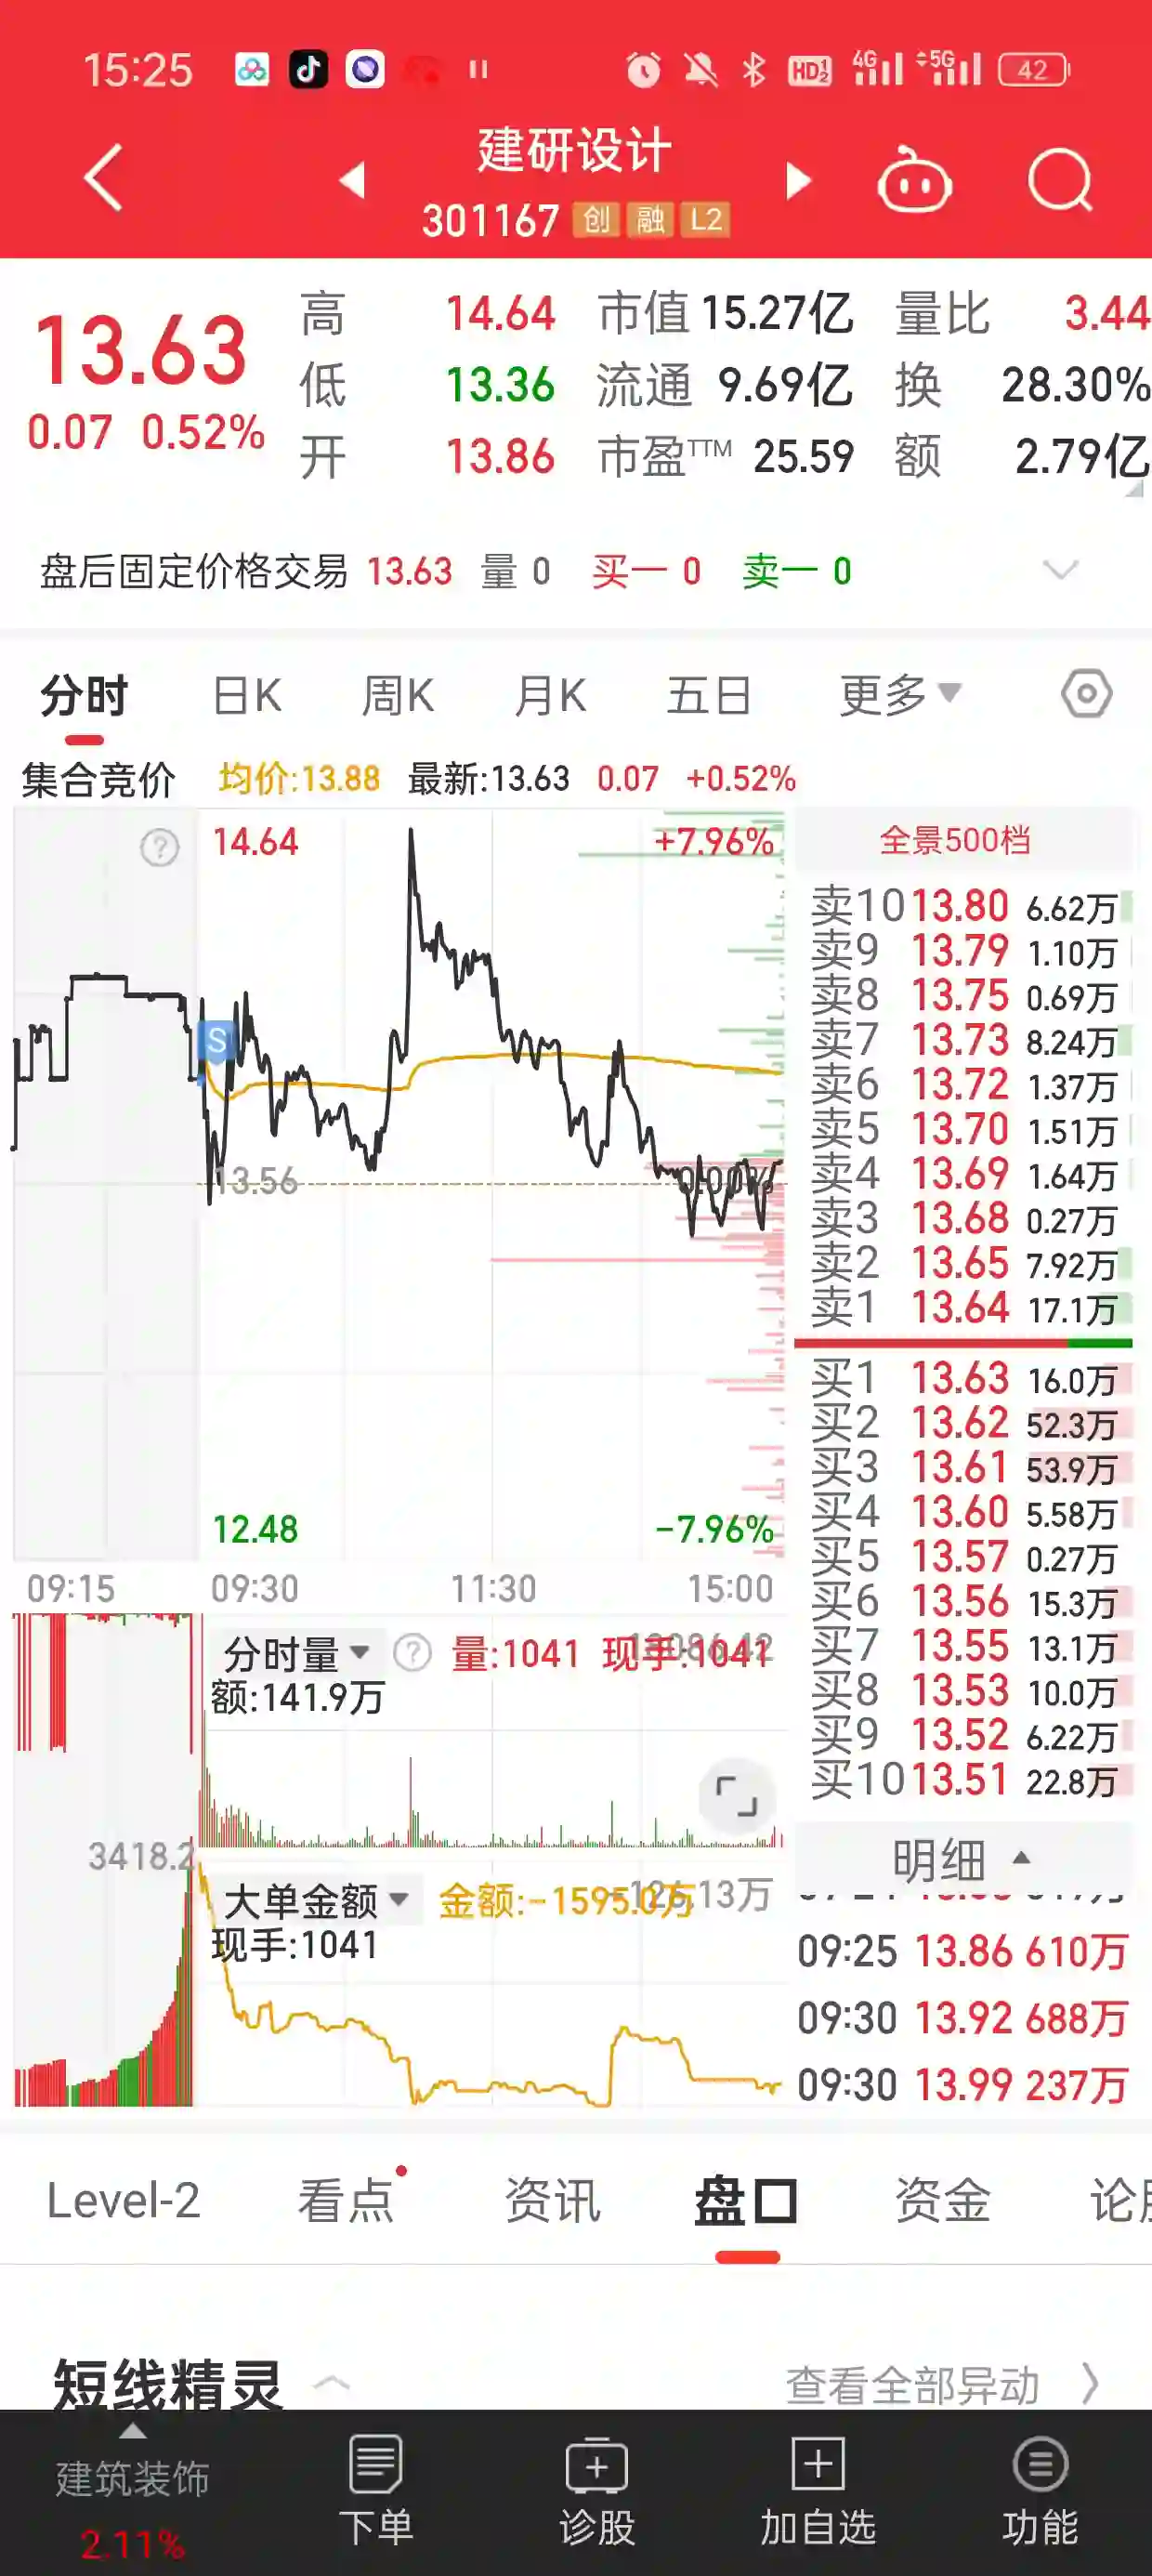 15:25 HD1 2 4G 5G 42
建研设计
301167 创 融 L2
13.63
0.07 0.52%
高 14.64 市值 15.27亿 量比 3.44
低 13.36 流通 9.69亿 换 28.30%
开 13.86 市盈TTM 25.59 额 2.79亿
盘后固定价格交易 13.63 量 0 买一 0 卖一 0
分时 日K 周K 月K 五日 更多
集合竞价 均价:13.88 最新:13.63 0.07 +0.52%
14.64 +7.96%
13.56 0.00%
12.48 -7.96%
09:15 09:30 11:30 15:00
全景500档
卖10 13.80 6.62万
卖9 13.79 1.10万
卖8 13.75 0.69万
卖7 13.73 8.24万
卖6 13.72 1.37万
卖5 13.70 1.51万
卖4 13.69 1.64万
卖3 13.68 0.27万
卖2 13.65 7.92万
卖1 13.64 17.1万
买1 13.63 16.0万
买2 13.62 52.3万
买3 13.61 53.9万
买4 13.60 5.58万
买5 13.57 0.27万
买6 13.56 15.3万
买7 13.55 13.1万
买8 13.53 10.0万
买9 13.52 6.22万
买10 13.51 22.8万
S
分时量 ? 量:1041 现手:1041
额:141.9万
3418.2
大单金额 金额:-1595.0万
现手:1041
明细
09:25 13.86 610万
09:30 13.92 688万
09:30 13.99 237万
Level-2 看点 资讯 盘口 资金
短线精灵 查看全部异动
建筑装饰
2.11%
下单 诊股 加自选 功能